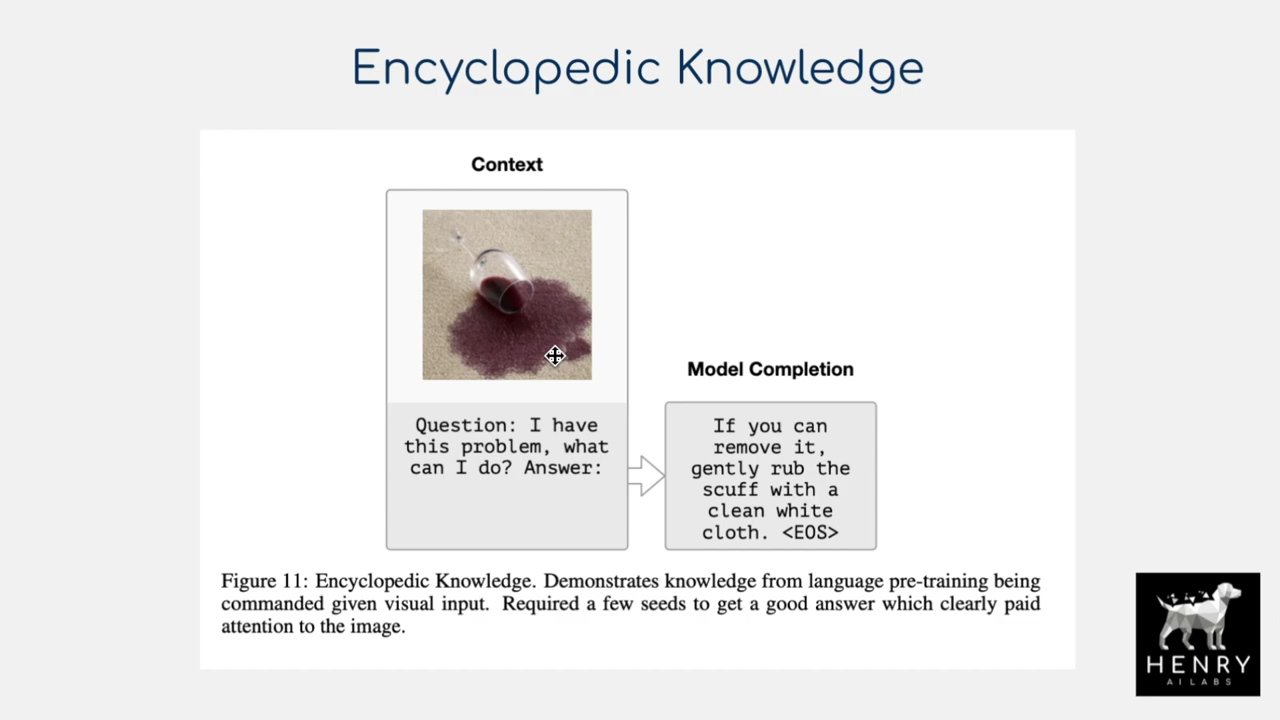 Encyclopedic Knowledge
Context
Question: I have
this problem, what
can I do? Answer:
Model Completion
If you can
remove it,
gently rub the
scuff with a
clean white
cloth. <EOS>
Figure 11: Encyclopedic Knowledge. Demonstrates knowledge from language pre-training being
commanded given visual input. Required a few seeds to get a good answer which clearly paid
attention to the image.
HENRY
AI LABS